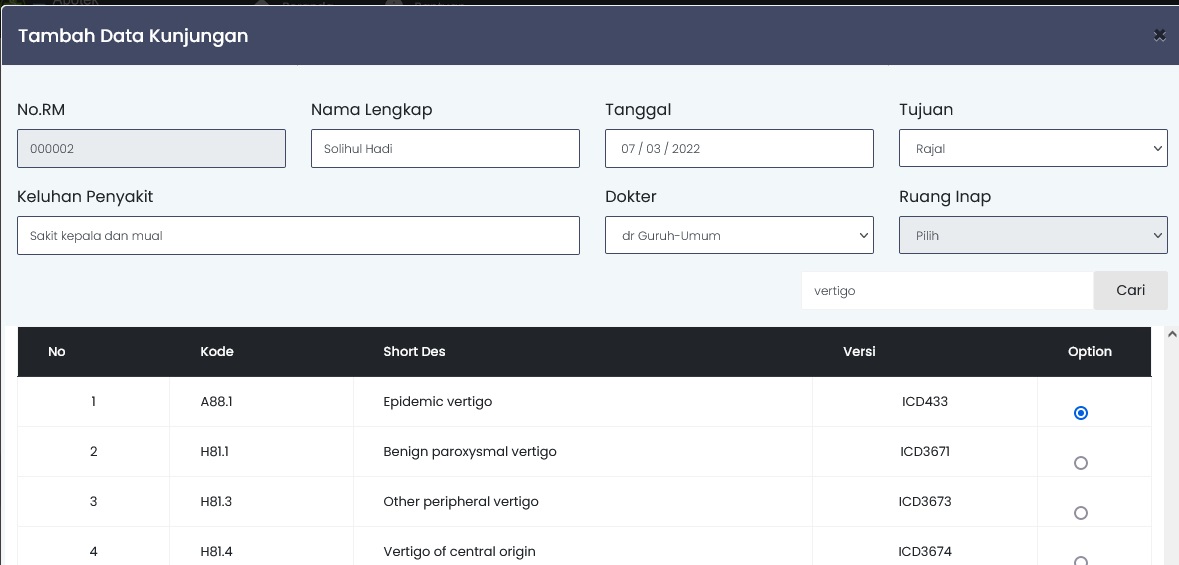 Apotek
Tambah Data Kunjungan
No.RM Nama Lengkap Tanggal Tujuan
000002 Solihul Hadi 07 / 03 / 2022 Rajal
Keluhan Penyakit Dokter Ruang Inap
Sakit kepala dan mual dr Guruh-Umum Pilih
vertigo Cari
No Kode Short Des Versi Option
1 A88.1 Epidemic vertigo ICD433
2 H81.1 Benign paroxysmal vertigo ICD3671
3 H81.3 Other peripheral vertigo ICD3673
4 H81.4 Vertigo of central origin ICD3674